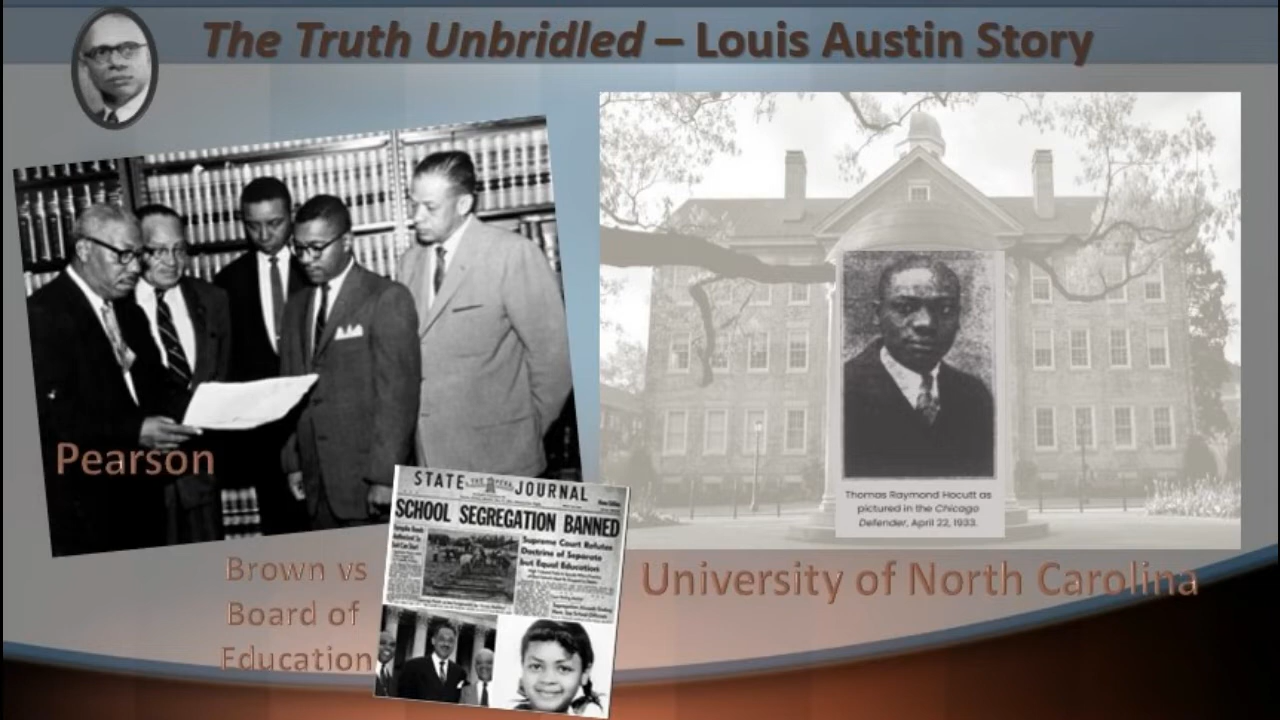 The Truth Unbridled – Louis Austin Story
Pearson
STATE JOURNAL
SCHOOL SEGREGATION BANNED
Supreme Court Refutes
Doctrine of Separate
but Equal Education
Thomas Raymond Hocutt as
pictured in the Chicago
Defender, April 22, 1933.
Brown vs
Board of
Education
University of North Carolina